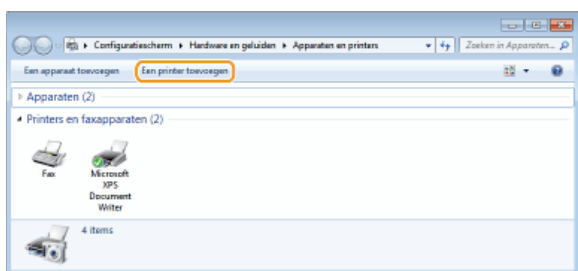 Configuratiescherm ▸ Hardware en geluiden ▸ Apparaten en printers
Zoeken in Apparaten...
Een apparaat toevoegen
Een printer toevoegen
Apparaten (2)
Printers en faxapparaten (2)
Fax
Microsoft
XPS
Document
Writer
4 items